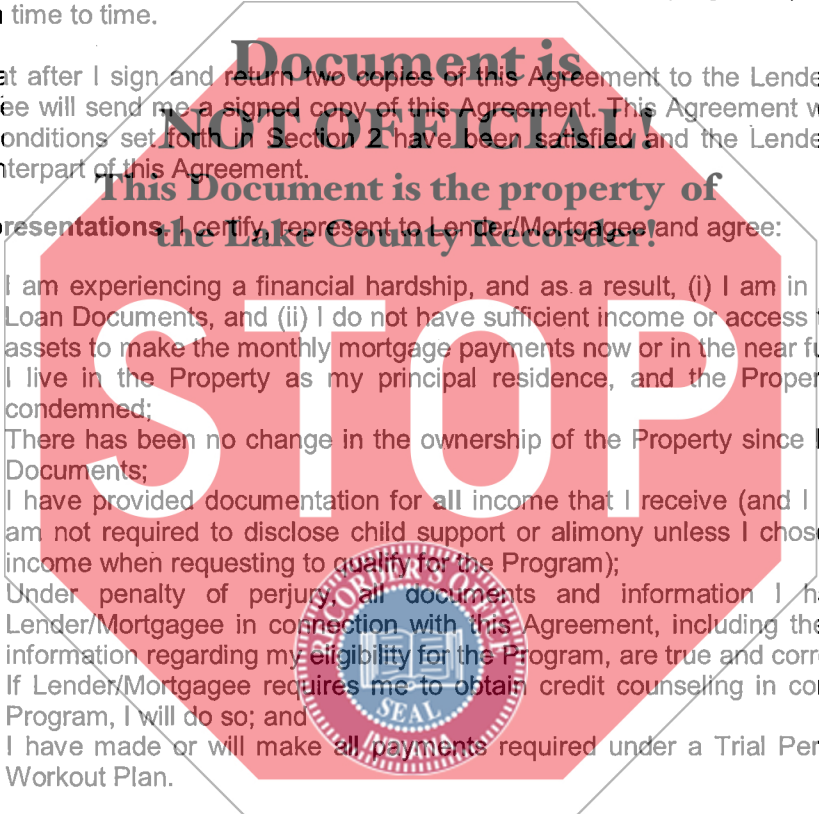 time to time.
Document is
at after I sign and return two copies of this Agreement to the Lende
ee will send me a signed copy of this Agreement. This Agreement w
NOT OFFICIAL!
onditions set forth in Section 2 have been satisfied and the Lende
nterpart of this Agreement.
This Document is the property of
the Lake County Recorder!
presentations. I certify, represent to Lender/Mortgagee and agree:
I am experiencing a financial hardship, and as a result, (i) I am in
Loan Documents, and (ii) I do not have sufficient income or access t
assets to make the monthly mortgage payments now or in the near fu
I live in the Property as my principal residence, and the Proper
condemned;
STOP
There has been no change in the ownership of the Property since I
Documents;
I have provided documentation for all income that I receive (and I
am not required to disclose child support or alimony unless I chose
income when requesting to qualify for the Program);
Under penalty of perjury, all documents and information I ha
Lender/Mortgagee in connection with this Agreement, including the
information regarding my eligibility for the Program, are true and corre
If Lender/Mortgagee requires me to obtain credit counseling in con
Program, I will do so; and
I have made or will make all payments required under a Trial Peri
Workout Plan.
RECORDER'S OFFICE
SEAL
INDIANA